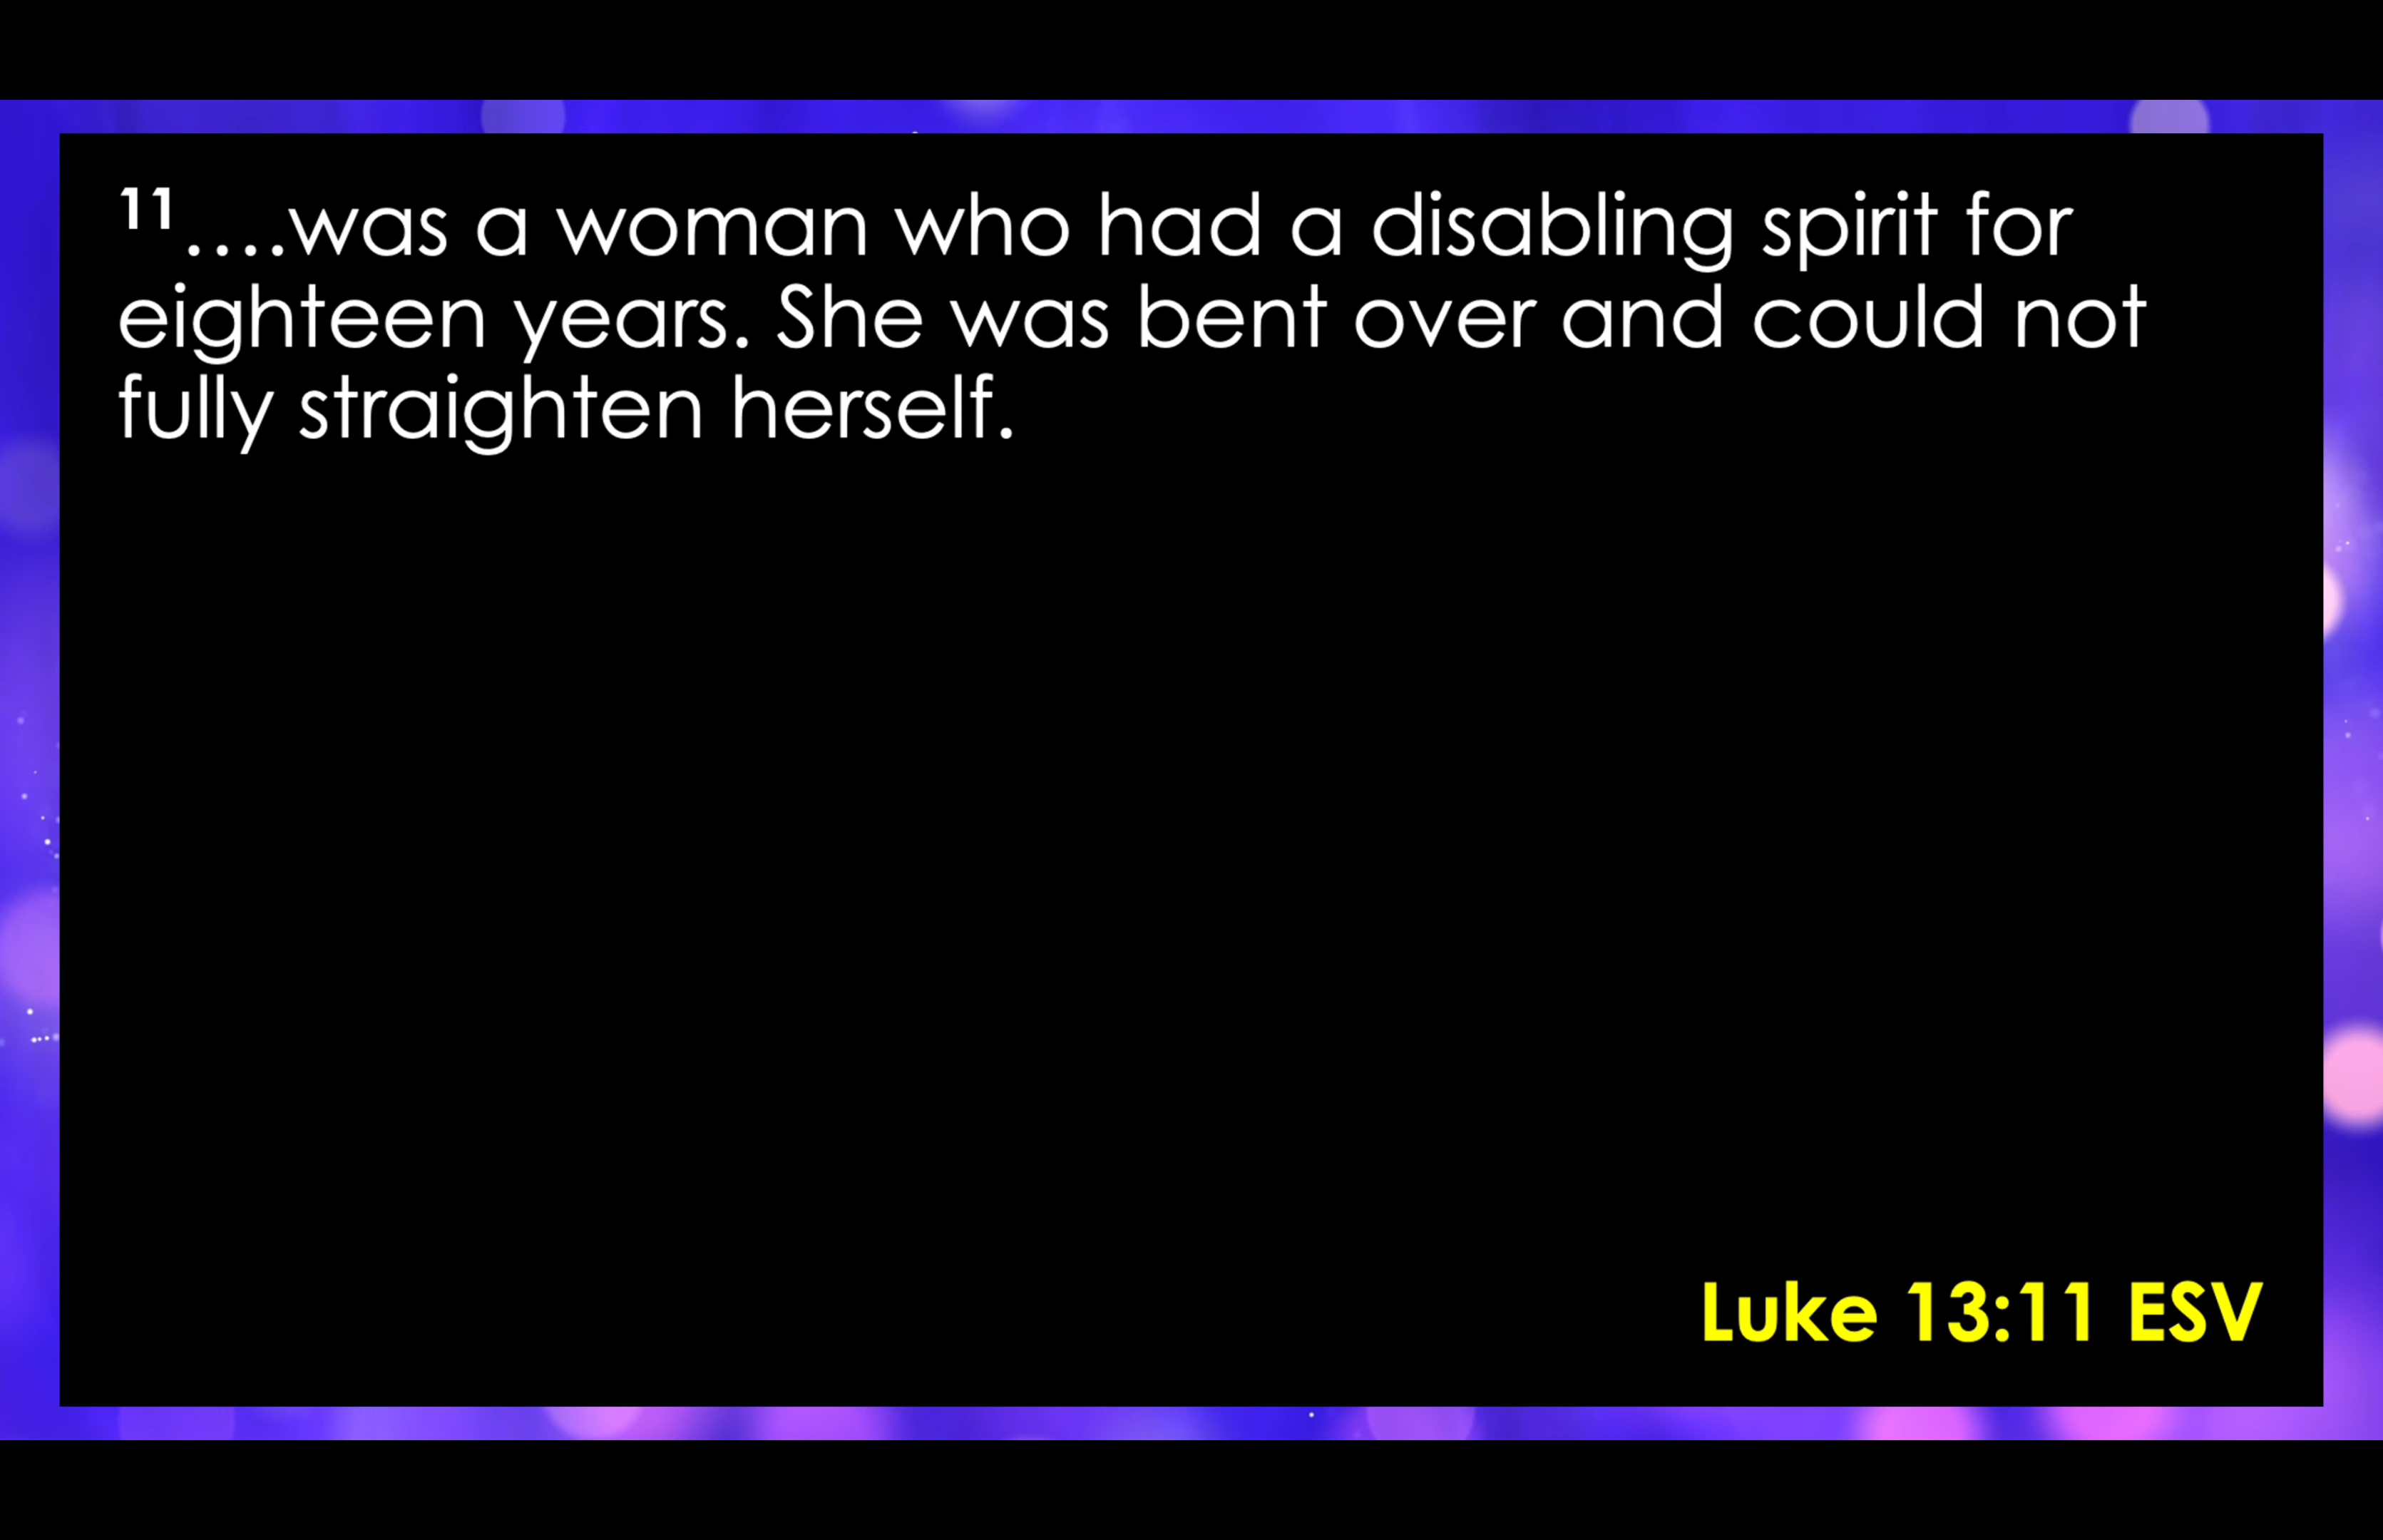 11....was a woman who had a disabling spirit for
eighteen years. She was bent over and could not
fully straighten herself.
Luke 13:11 ESV